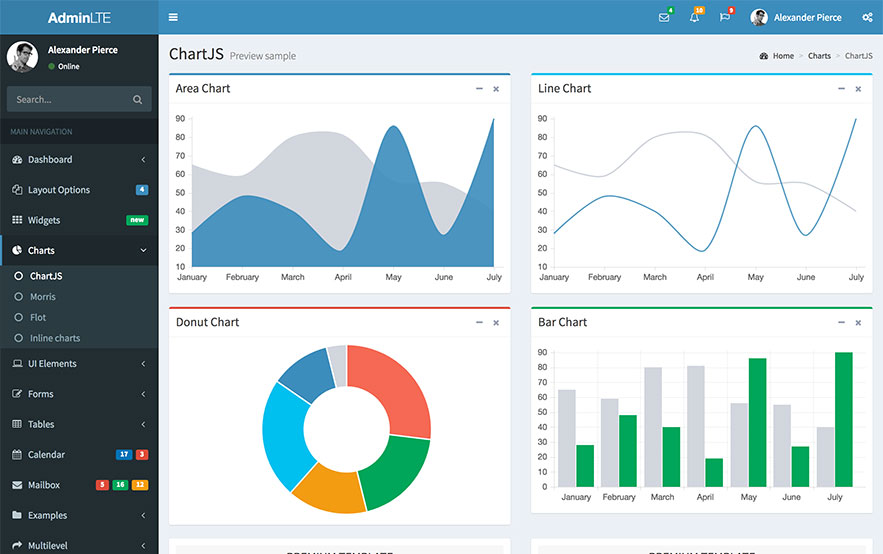 AdminLTE
4
10
9
Alexander Pierce
Alexander Pierce
Online
Search...
MAIN NAVIGATION
Dashboard
Layout Options 4
Widgets new
Charts
ChartJS
Morris
Flot
Inline charts
UI Elements
Forms
Tables
Calendar 17 3
Mailbox 5 16 12
Examples
Multilevel
ChartJS Preview sample
Home > Charts > ChartJS
Area Chart
90
80
70
60
50
40
30
20
10
January February March April May June July
Line Chart
90
80
70
60
50
40
30
20
10
January February March April May June July
Donut Chart
Bar Chart
90
80
70
60
50
40
30
20
10
0
January February March April May June July
PREMIUM TEMPLATE
PREMIUM TEMPLATE